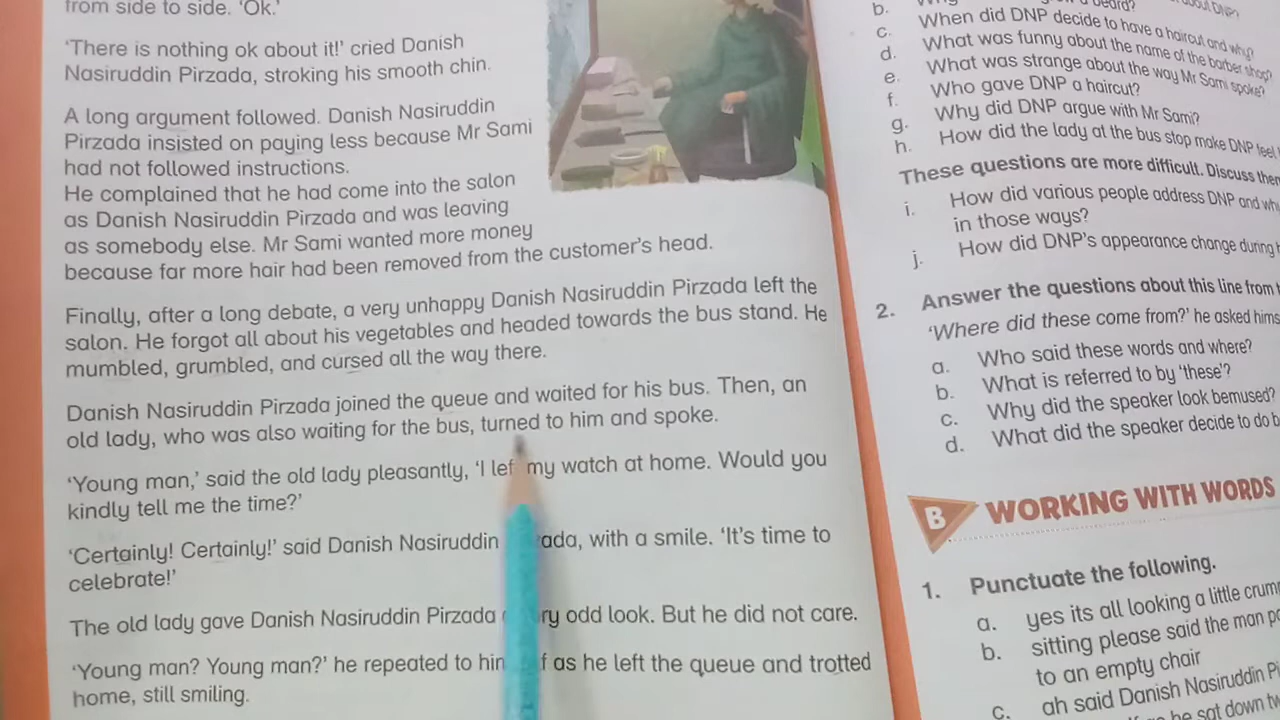 from side to side. 'Ok.'
'There is nothing ok about it!' cried Danish
Nasiruddin Pirzada, stroking his smooth chin.
A long argument followed. Danish Nasiruddin
Pirzada insisted on paying less because Mr Sami
had not followed instructions.
He complained that he had come into the salon
as Danish Nasiruddin Pirzada and was leaving
as somebody else. Mr Sami wanted more money
because far more hair had been removed from the customer's head.
Finally, after a long debate, a very unhappy Danish Nasiruddin Pirzada left the
salon. He forgot all about his vegetables and headed towards the bus stand. He
mumbled, grumbled, and cursed all the way there.
Danish Nasiruddin Pirzada joined the queue and waited for his bus. Then, an
old lady, who was also waiting for the bus, turned to him and spoke.
'Young man,' said the old lady pleasantly, 'I lef my watch at home. Would you
kindly tell me the time?'
'Certainly! Certainly!' said Danish Nasiruddin ada, with a smile. 'It's time to
celebrate!'
The old lady gave Danish Nasiruddin Pirzada ry odd look. But he did not care.
'Young man? Young man?' he repeated to hi f as he left the queue and trotted
home, still smiling.
b.
c. When did DNP decide to have a haircut and why?
d. What was funny about the name of the barber shop?
e. What was strange about the way Mr Sami spoke?
f. Who gave DNP a haircut?
g. Why did DNP argue with Mr Sami?
h. How did the lady at the bus stop make DNP feel
These questions are more difficult. Discuss
i. How did various people address DNP and
in those ways?
j. How did DNP's appearance change during
2. Answer the questions about this line from
'Where did these come from?' he asked
a. Who said these words and where?
b. What is referred to by 'these'?
c. Why did the speaker look bemused?
d. What did the speaker decide to do
B WORKING WITH WORDS
1. Punctuate the following.
a. yes its all looking a little
b. sitting please said the man
to an empty chair
c. ah said Danish Nasiruddin
he sat down